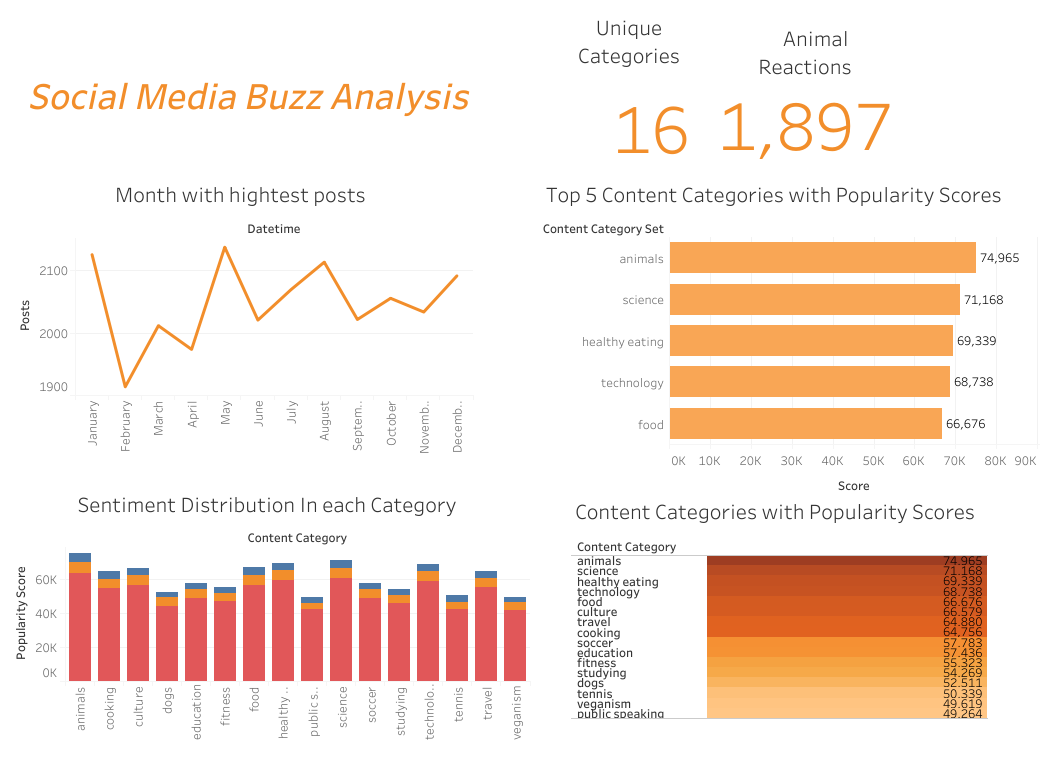 Social Media Buzz Analysis
Unique
Categories
16
Animal
Reactions
1,897
Month with hightest posts
Datetime
Posts
2100
2000
1900
January
February
March
April
May
June
July
August
Septem..
October
Novemb..
Decemb..
Top 5 Content Categories with Popularity Scores
Content Category Set
animals 74,965
science 71,168
healthy eating 69,339
technology 68,738
food 66,676
0K 10K 20K 30K 40K 50K 60K 70K 80K 90K
Score
Sentiment Distribution In each Category
Content Category
Popularity Score
60K
40K
20K
0K
animals
cooking
culture
dogs
education
fitness
food
healthy ..
public s..
science
soccer
studying
technolo..
tennis
travel
veganism
Content Categories with Popularity Scores
Content Category
animals 74,965
science 71,168
healthy eating 69,339
technology 68,738
food 66,676
culture 66,579
travel 64,880
cooking 64,756
soccer 57,783
education 57,436
fitness 55,323
studying 54,269
dogs 52,511
tennis 50,339
veganism 49,619
public speaking 49,264